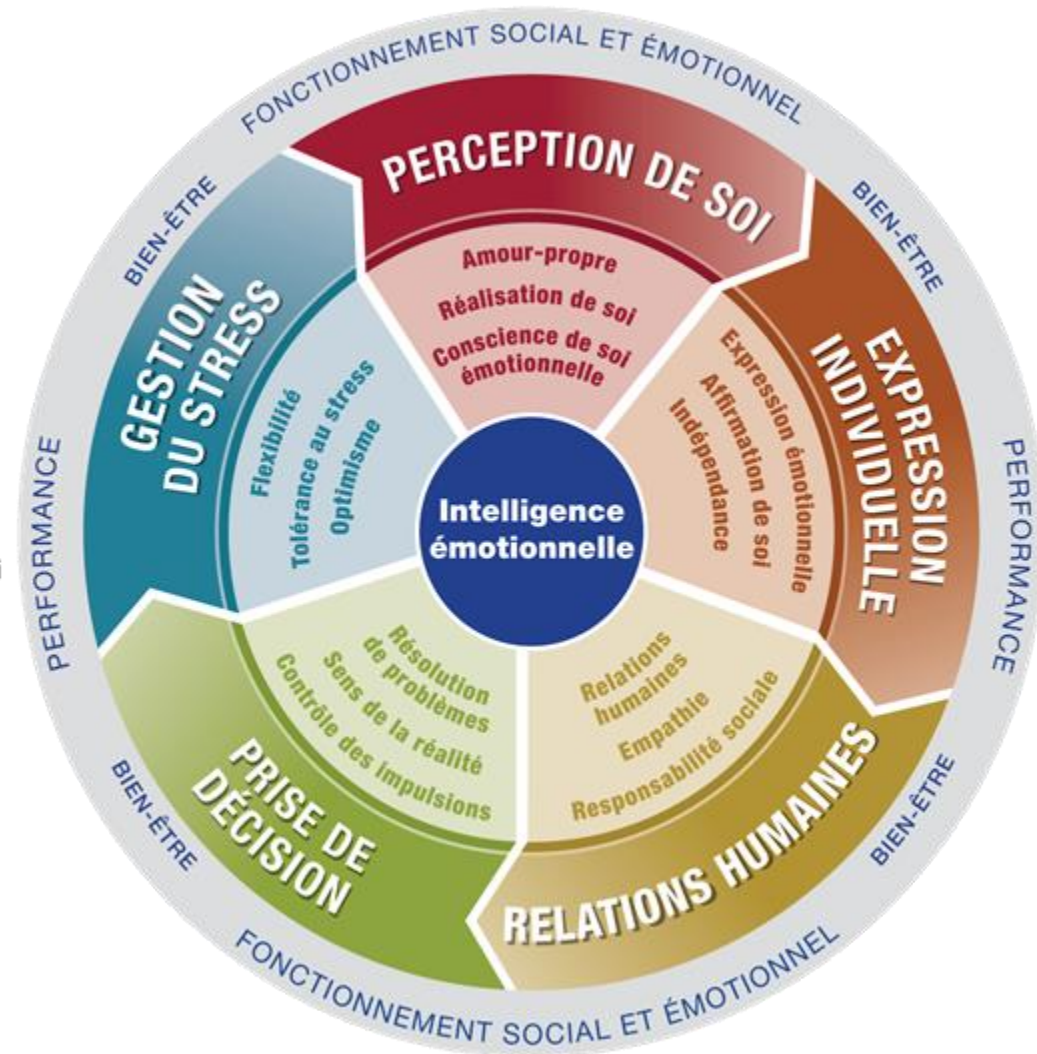 FONCTIONNEMENT SOCIAL ET ÉMOTIONNEL
BIEN-ÊTRE
BIEN-ÊTRE
PERFORMANCE
PERFORMANCE
BIEN-ÊTRE
BIEN-ÊTRE
FONCTIONNEMENT SOCIAL ET ÉMOTIONNEL
PERCEPTION DE SOI
Amour-propre
Réalisation de soi
Conscience de soi
émotionnelle
EXPRESSION
INDIVIDUELLE
Expression émotionnelle
Affirmation de soi
Indépendance
RELATIONS HUMAINES
Relations
humaines
Empathie
Responsabilité sociale
PRISE DE
DÉCISION
Résolution
de problèmes
Sens de la réalité
Contrôle des impulsions
GESTION
DU STRESS
Flexibilité
Tolérance au stress
Optimisme
Intelligence
émotionnelle